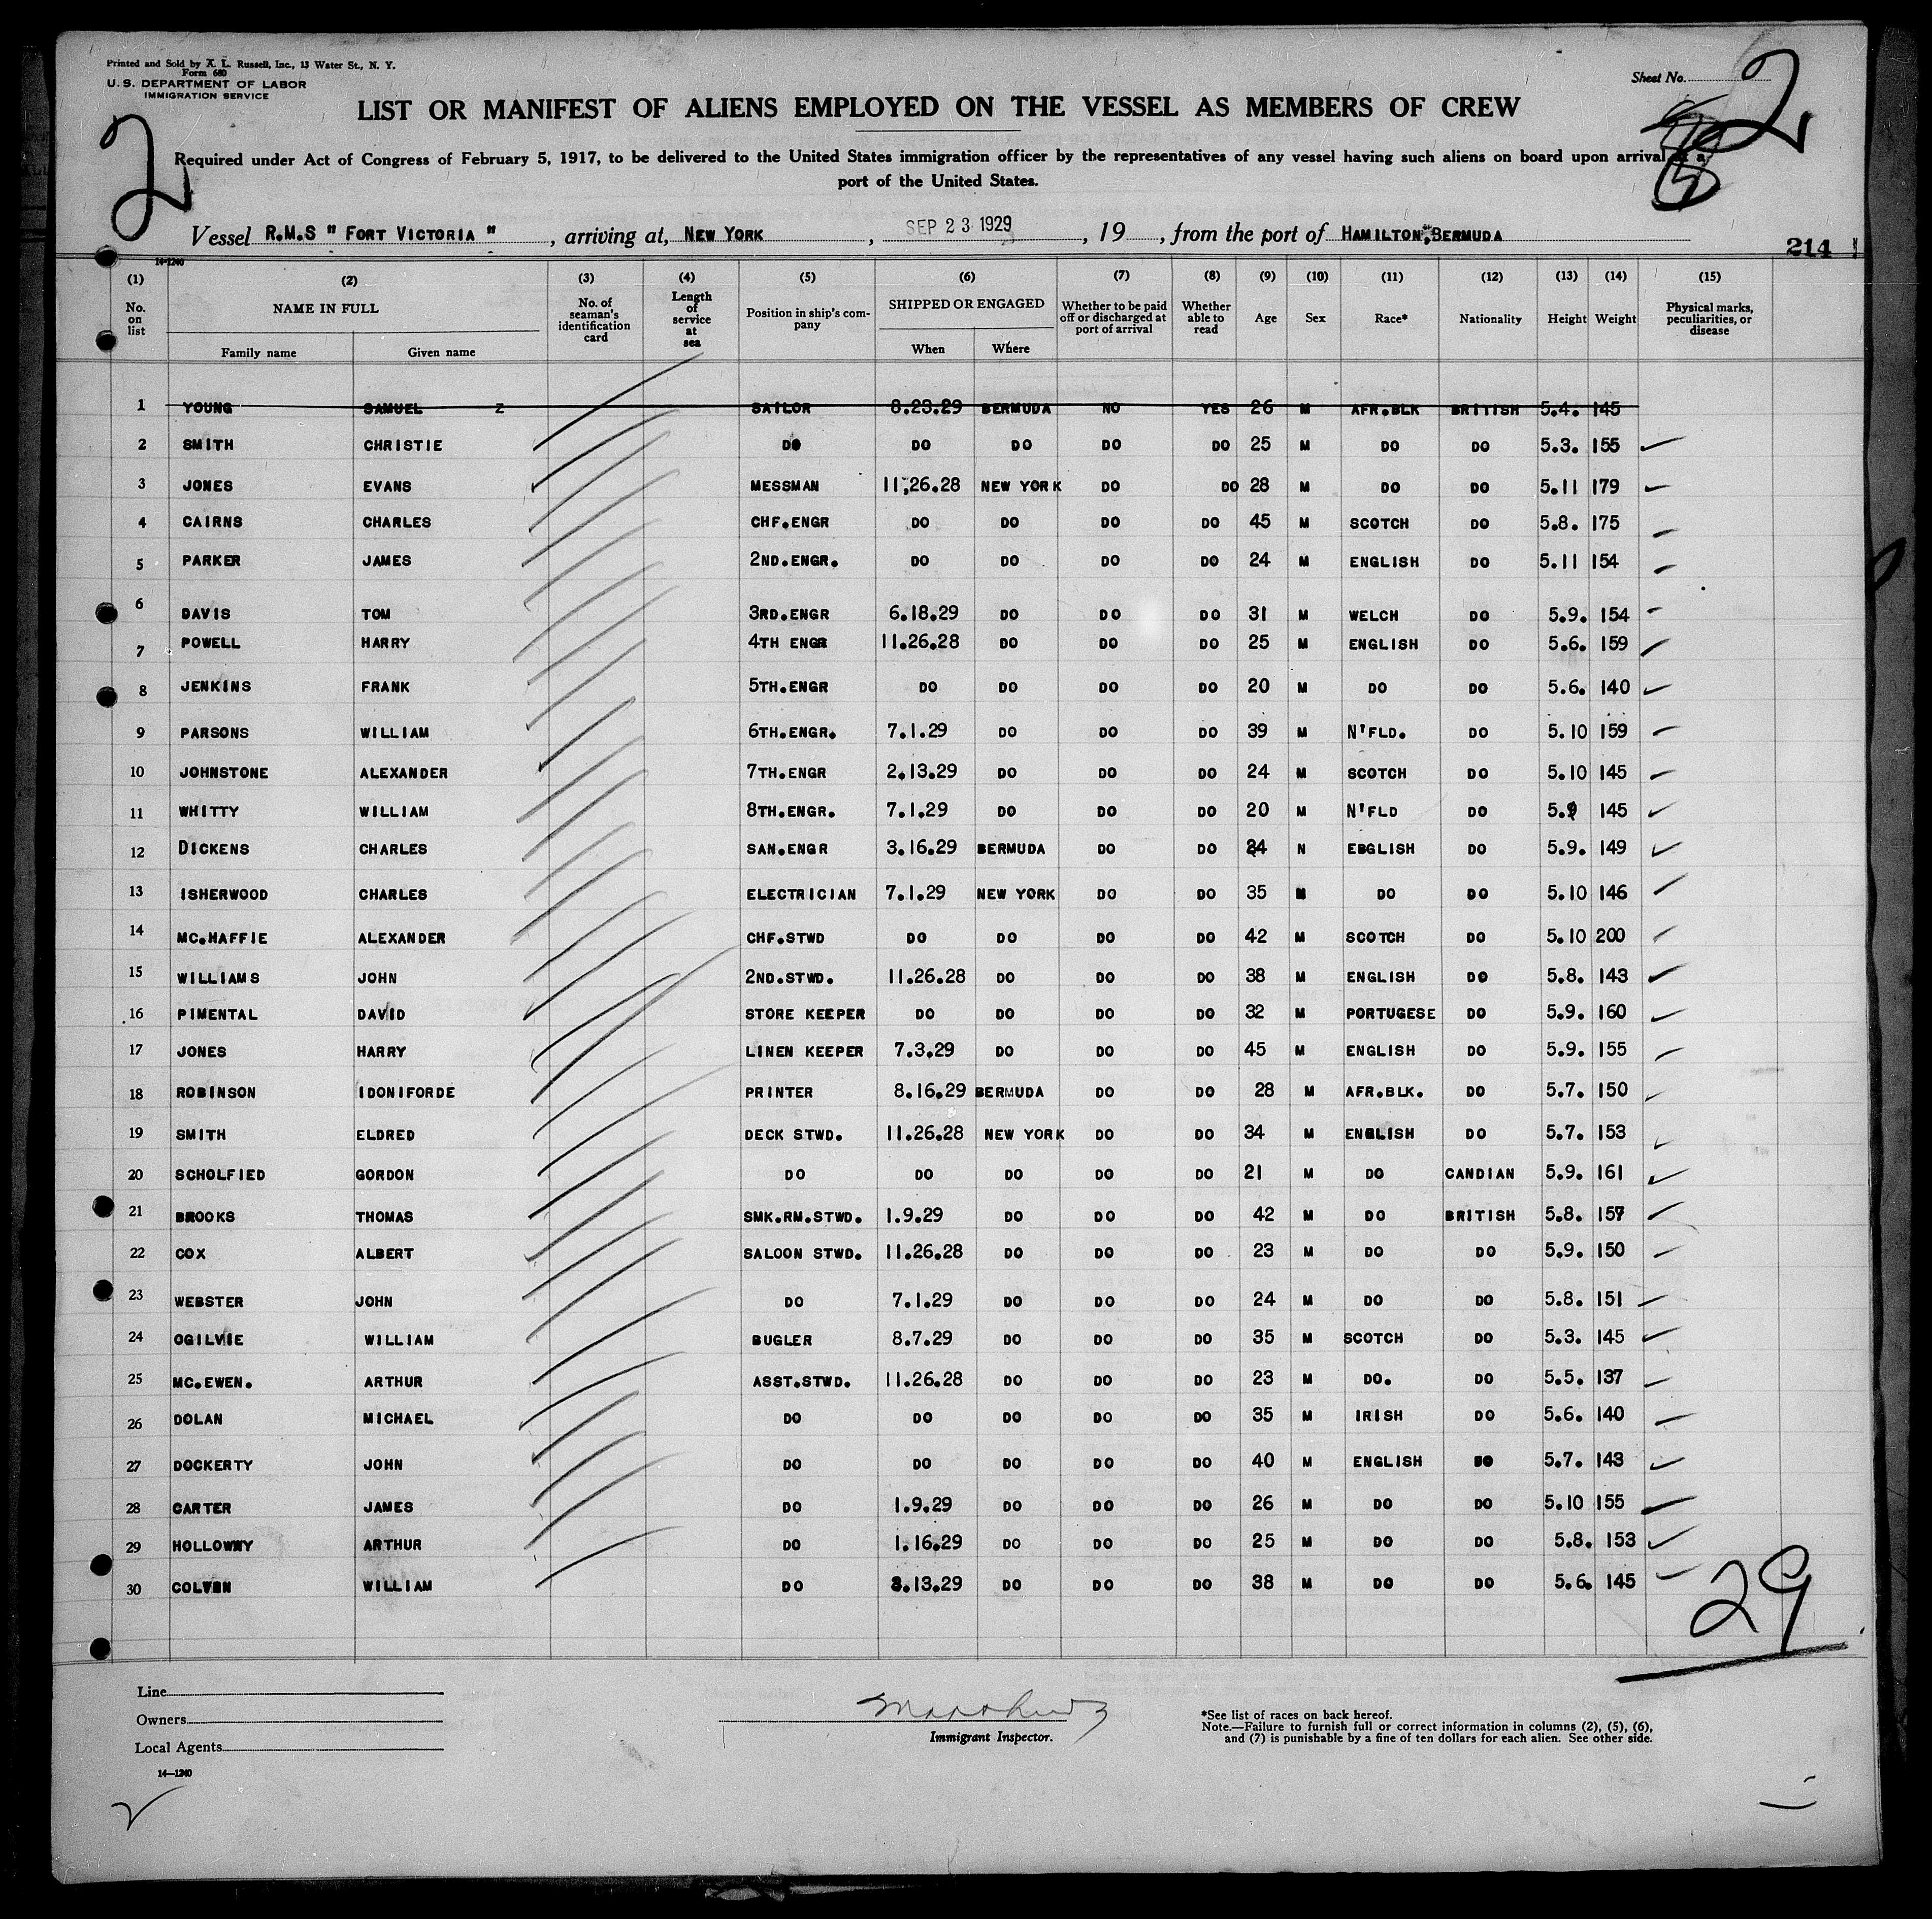 Printed and Sold by X. L. Russell, Inc., 13 Water St., N. Y.
Form 680
U. S. DEPARTMENT OF LABOR
IMMIGRATION SERVICE
Sheet No.
2
2
LIST OR MANIFEST OF ALIENS EMPLOYED ON THE VESSEL AS MEMBERS OF CREW
Required under Act of Congress of February 5, 1917, to be delivered to the United States immigration officer by the representatives of any vessel having such aliens on board upon arrival at a
port of the United States.
Vessel R.M.S " FORT VICTORIA ", arriving at, NEW YORK, SEP 23 1929, 19 , from the port of HAMILTON, BERMUDA
214
14-1240
(1) (2) (3) (4) (5) (6) (7) (8) (9) (10) (11) (12) (13) (14) (15)
No. on list NAME IN FULL No. of seaman's identification card Length of service at sea Position in ship's company SHIPPED OR ENGAGED Whether to be paid off or discharged at port of arrival Whether able to read Age Sex Race* Nationality Height Weight Physical marks, peculiarities, or disease
Family name Given name When Where
1 YOUNG SAMUEL Z SAILOR 8.23.29 BERMUDA NO YES 26 M AFR.BLK BRITISH 5.4. 145
2 SMITH CHRISTIE DO DO DO DO DO 25 M DO DO 5.3. 155
3 JONES EVANS MESSMAN 11,26.28 NEW YORK DO DO 28 M DO DO 5.11 179
4 CAIRNS CHARLES CHF.ENGR DO DO DO DO 45 M SCOTCH DO 5.8. 175
5 PARKER JAMES 2ND.ENGR. DO DO DO DO 24 M ENGLISH DO 5.11 154
6 DAVIS TOM 3RD.ENGR 6.18.29 DO DO DO 31 M WELCH DO 5.9. 154
7 POWELL HARRY 4TH ENGR 11.26.28 DO DO DO 25 M ENGLISH DO 5.6. 159
8 JENKINS FRANK 5TH.ENGR DO DO DO DO 20 M DO DO 5.6. 140
9 PARSONS WILLIAM 6TH.ENGR. 7.1.29 DO DO DO 39 M N'FLD. DO 5.10 159
10 JOHNSTONE ALEXANDER 7TH.ENGR 2.13.29 DO DO DO 24 M SCOTCH DO 5.10 145
11 WHITTY WILLIAM 8TH.ENGR. 7.1.29 DO DO DO 20 M N'FLD DO 5.9 145
12 DICKENS CHARLES SAN.ENGR 3.16.29 BERMUDA DO DO 24 N EBGLISH DO 5.9. 149
13 ISHERWOOD CHARLES ELECTRICIAN 7.1.29 NEW YORK DO DO 35 M DO DO 5.10 146
14 MC.HAFFIE ALEXANDER CHF.STWD DO DO DO DO 42 M SCOTCH DO 5.10 200
15 WILLIAMS JOHN 2ND.STWD. 11.26.28 DO DO DO 38 M ENGLISH DO 5.8. 143
16 PIMENTAL DAVID STORE KEEPER DO DO DO DO 32 M PORTUGESE DO 5.9. 160
17 JONES HARRY LINEN KEEPER 7.3.29 DO DO DO 45 M ENGLISH DO 5.9. 155
18 ROBINSON IDONIFORDE PRINTER 8.16.29 BERMUDA DO DO 28 M AFR.BLK. DO 5.7. 150
19 SMITH ELDRED DECK STWD. 11.26.28 NEW YORK DO DO 34 M ENGLISH DO 5.7. 153
20 SCHOLFIED GORDON DO DO DO DO DO 21 M DO CANDIAN 5.9. 161
21 BROOKS THOMAS SMK.RM.STWD. 1.9.29 DO DO DO 42 M DO BRITISH 5.8. 157
22 COX ALBERT SALOON STWD. 11.26.28 DO DO DO 23 M DO DO 5.9. 150
23 WEBSTER JOHN DO 7.1.29 DO DO DO 24 M DO DO 5.8. 151
24 OGILVIE WILLIAM BUGLER 8.7.29 DO DO DO 35 M SCOTCH DO 5.3. 145
25 MC.EWEN. ARTHUR ASST.STWD. 11.26.28 DO DO DO 23 M DO. DO 5.5. 137
26 DOLAN MICHAEL DO DO DO DO DO 35 M IRISH DO 5.6. 140
27 DOCKERTY JOHN DO DO DO DO DO 40 M ENGLISH DO 5.7. 143
28 CARTER JAMES DO 1.9.29 DO DO DO 26 M DO DO 5.10 155
29 HOLLOWNY ARTHUR DO 1.16.29 DO DO DO 25 M DO DO 5.8. 153
30 WILLIAM DO 3.13.29 DO DO DO 38 M DO DO 5.6. 145
29
Line
Owners
Local Agents
14—1240
Immigrant Inspector.
*See list of races on back hereof.
Note.—Failure to furnish full or correct information in columns (2), (5), (6),
and (7) is punishable by a fine of ten dollars for each alien. See other side.